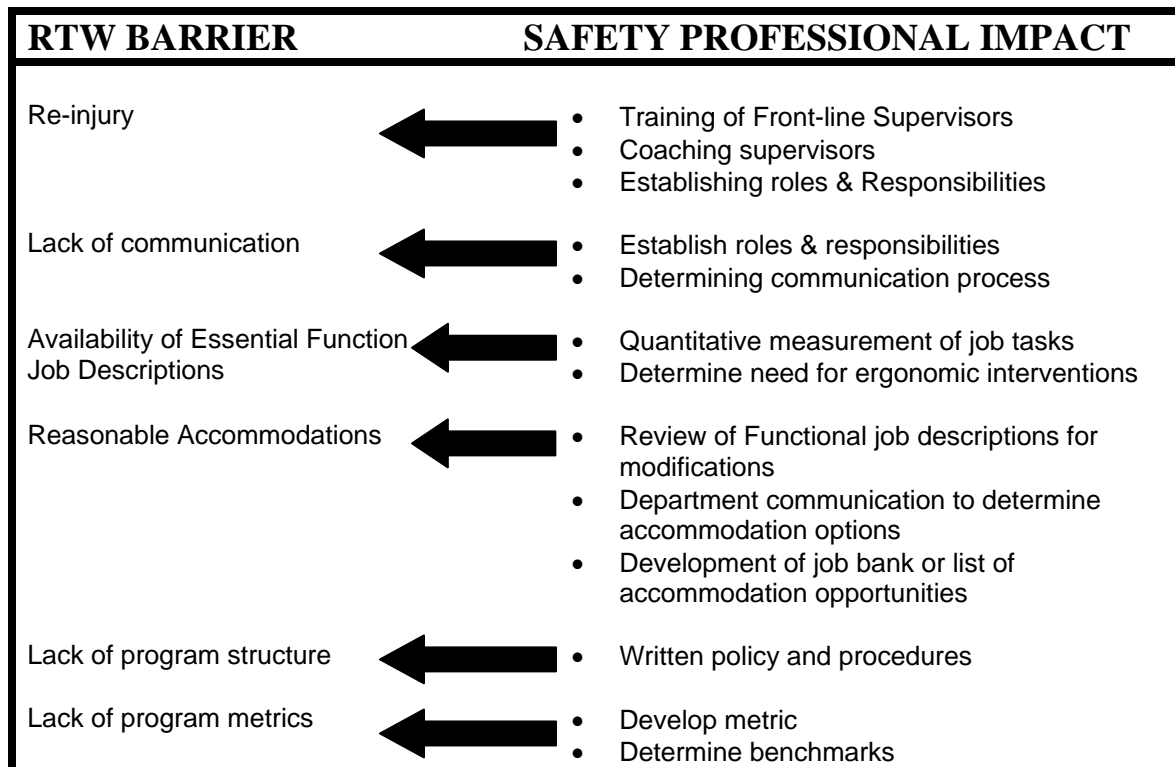 RTW BARRIER SAFETY PROFESSIONAL IMPACT
Re-injury
• Training of Front-line Supervisors
• Coaching supervisors
• Establishing roles & Responsibilities
Lack of communication
• Establish roles & responsibilities
• Determining communication process
Availability of Essential Function
Job Descriptions
• Quantitative measurement of job tasks
• Determine need for ergonomic interventions
Reasonable Accommodations
• Review of Functional job descriptions for
modifications
• Department communication to determine
accommodation options
• Development of job bank or list of
accommodation opportunities
Lack of program structure
• Written policy and procedures
Lack of program metrics
• Develop metric
• Determine benchmarks